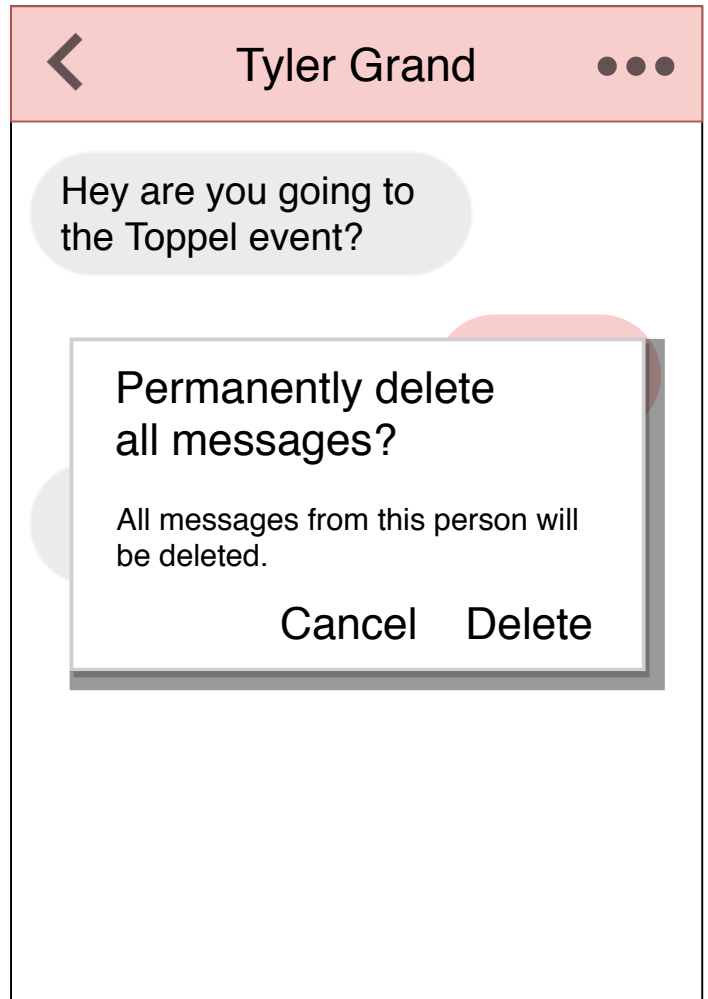 Tyler Grand
Hey are you going to
the Toppel event?
Permanently delete
all messages?
All messages from this person will
be deleted.
Cancel Delete